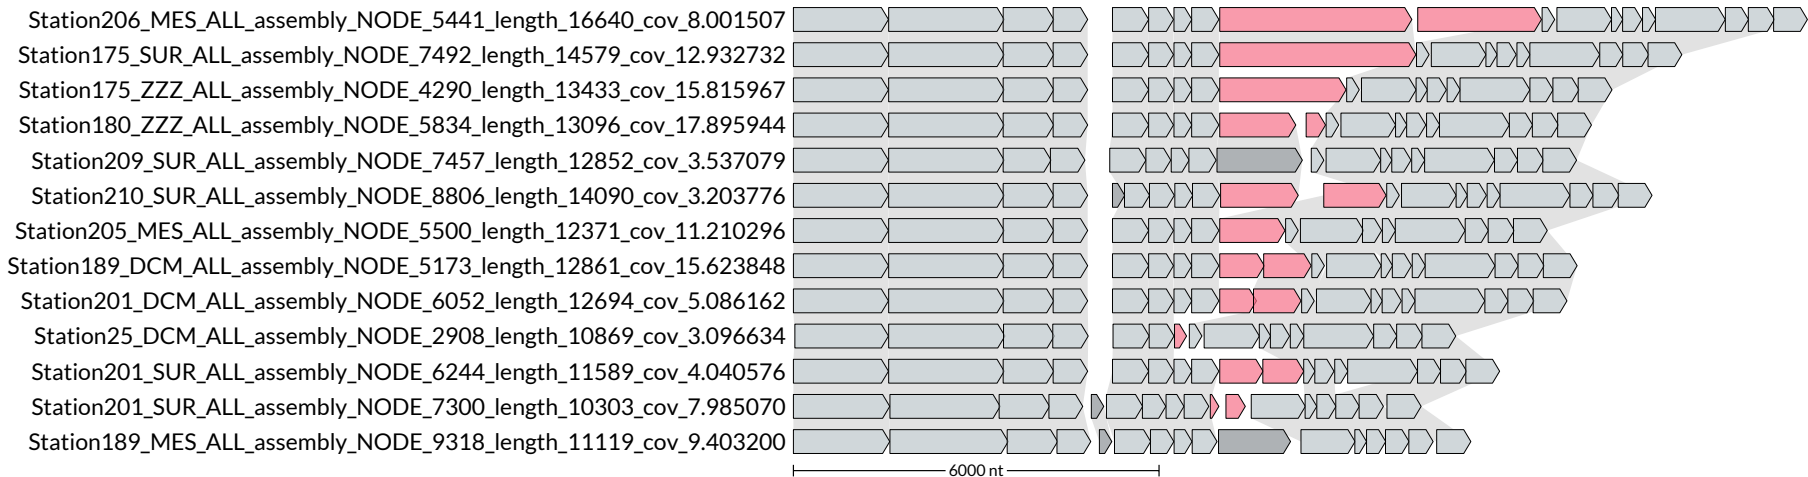 Station206_MES_ALL_assembly_NODE_5441_length_16640_cov_8.001507
Station175_SUR_ALL_assembly_NODE_7492_length_14579_cov_12.932732
Station175_ZZZ_ALL_assembly_NODE_4290_length_13433_cov_15.815967
Station180_ZZZ_ALL_assembly_NODE_5834_length_13096_cov_17.895944
Station209_SUR_ALL_assembly_NODE_7457_length_12852_cov_3.537079
Station210_SUR_ALL_assembly_NODE_8806_length_14090_cov_3.203776
Station205_MES_ALL_assembly_NODE_5500_length_12371_cov_11.210296
Station189_DCM_ALL_assembly_NODE_5173_length_12861_cov_15.623848
Station201_DCM_ALL_assembly_NODE_6052_length_12694_cov_5.086162
Station25_DCM_ALL_assembly_NODE_2908_length_10869_cov_3.096634
Station201_SUR_ALL_assembly_NODE_6244_length_11589_cov_4.040576
Station201_SUR_ALL_assembly_NODE_7300_length_10303_cov_7.985070
Station189_MES_ALL_assembly_NODE_9318_length_11119_cov_9.403200
6000 nt